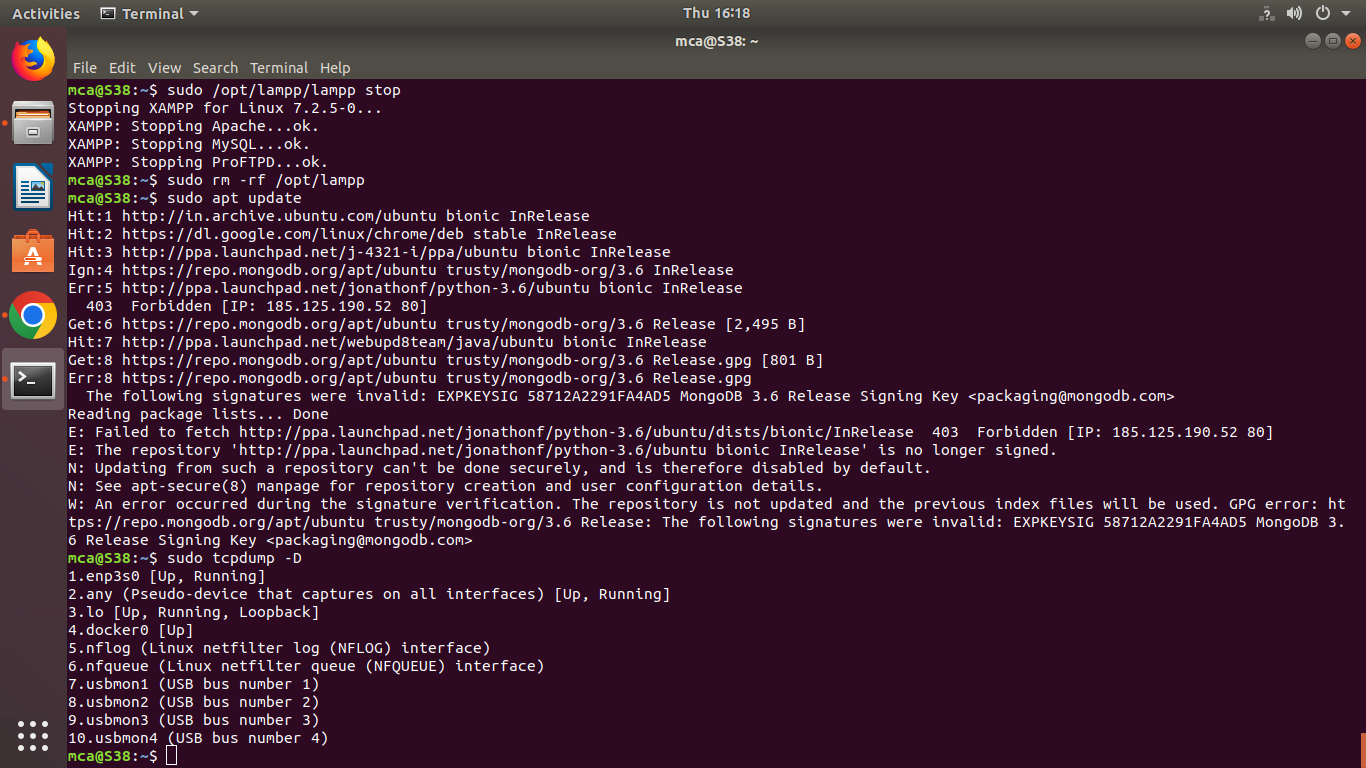 Activities Terminal Thu 16:18
mca@S38: ~
File Edit View Search Terminal Help
mca@S38:~$ sudo /opt/lampp/lampp stop
Stopping XAMPP for Linux 7.2.5-0...
XAMPP: Stopping Apache...ok.
XAMPP: Stopping MySQL...ok.
XAMPP: Stopping ProFTPD...ok.
mca@S38:~$ sudo rm -rf /opt/lampp
mca@S38:~$ sudo apt update
Hit:1 http://in.archive.ubuntu.com/ubuntu bionic InRelease
Hit:2 https://dl.google.com/linux/chrome/deb stable InRelease
Hit:3 http://ppa.launchpad.net/j-4321-i/ppa/ubuntu bionic InRelease
Ign:4 https://repo.mongodb.org/apt/ubuntu trusty/mongodb-org/3.6 InRelease
Err:5 http://ppa.launchpad.net/jonathonf/python-3.6/ubuntu bionic InRelease
  403  Forbidden [IP: 185.125.190.52 80]
Get:6 https://repo.mongodb.org/apt/ubuntu trusty/mongodb-org/3.6 Release [2,495 B]
Hit:7 http://ppa.launchpad.net/webupd8team/java/ubuntu bionic InRelease
Get:8 https://repo.mongodb.org/apt/ubuntu trusty/mongodb-org/3.6 Release.gpg [801 B]
Err:8 https://repo.mongodb.org/apt/ubuntu trusty/mongodb-org/3.6 Release.gpg
  The following signatures were invalid: EXPKEYSIG 58712A2291FA4AD5 MongoDB 3.6 Release Signing Key <packaging@mongodb.com>
Reading package lists... Done
E: Failed to fetch http://ppa.launchpad.net/jonathonf/python-3.6/ubuntu/dists/bionic/InRelease  403  Forbidden [IP: 185.125.190.52 80]
E: The repository 'http://ppa.launchpad.net/jonathonf/python-3.6/ubuntu bionic InRelease' is no longer signed.
N: Updating from such a repository can't be done securely, and is therefore disabled by default.
N: See apt-secure(8) manpage for repository creation and user configuration details.
W: An error occurred during the signature verification. The repository is not updated and the previous index files will be used. GPG error: ht
tps://repo.mongodb.org/apt/ubuntu trusty/mongodb-org/3.6 Release: The following signatures were invalid: EXPKEYSIG 58712A2291FA4AD5 MongoDB 3.
6 Release Signing Key <packaging@mongodb.com>
mca@S38:~$ sudo tcpdump -D
1.enp3s0 [Up, Running]
2.any (Pseudo-device that captures on all interfaces) [Up, Running]
3.lo [Up, Running, Loopback]
4.docker0 [Up]
5.nflog (Linux netfilter log (NFLOG) interface)
6.nfqueue (Linux netfilter queue (NFQUEUE) interface)
7.usbmon1 (USB bus number 1)
8.usbmon2 (USB bus number 2)
9.usbmon3 (USB bus number 3)
10.usbmon4 (USB bus number 4)
mca@S38:~$